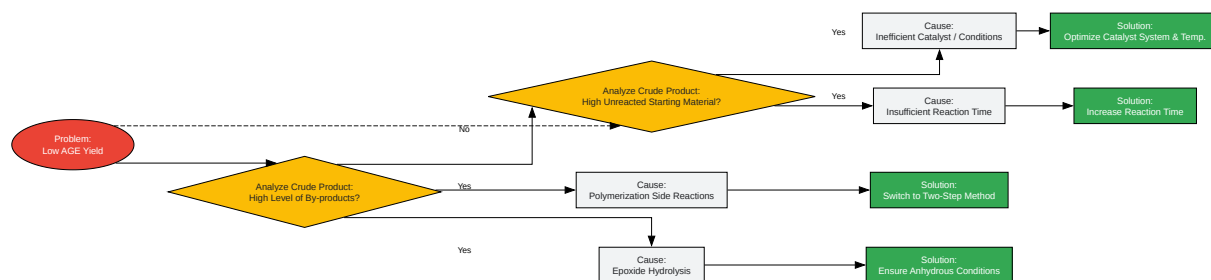 Yes
Cause:
Inefficient Catalyst / Conditions
Solution:
Optimize Catalyst System & Temp.
Analyze Crude Product:
High Unreacted Starting Material?
Yes
Cause:
Insufficient Reaction Time
Solution:
Increase Reaction Time
Problem:
Low AGE Yield
No
Analyze Crude Product:
High Level of By-products?
Yes
Cause:
Polymerization Side Reactions
Solution:
Switch to Two-Step Method
Yes
Cause:
Epoxide Hydrolysis
Solution:
Ensure Anhydrous Conditions